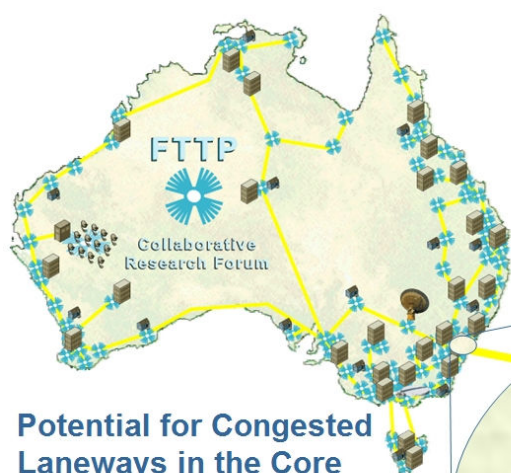 FTTP
Collaborative
Research Forum
Potential for Congested
Laneways in the Core